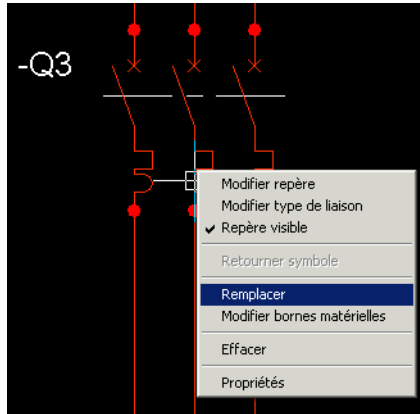 -Q3
Modifier repère
Modifier type de liaison
Repère visible
Retourner symbole
Remplacer
Modifier bornes matérielles
Effacer
Propriétés